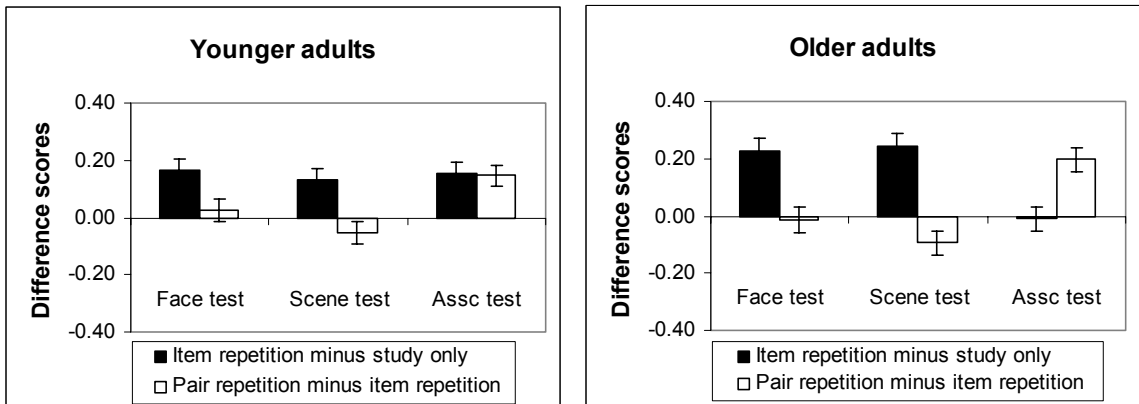 Younger adults
Difference scores
0.40
0.20
0.00
-0.20
-0.40
Face test Scene test Assc test
Item repetition minus study only
Pair repetition minus item repetition
Older adults
Difference scores
0.40
0.20
0.00
-0.20
-0.40
Face test Scene test Assc test
Item repetition minus study only
Pair repetition minus item repetition